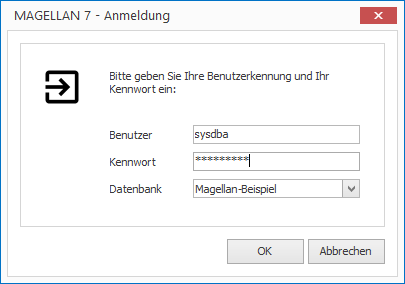 MAGELLAN 7 - Anmeldung
Bitte geben Sie Ihre Benutzerkennung und Ihr
Kennwort ein:
Benutzer sysdba
Kennwort *********
Datenbank Magellan-Beispiel
OK Abbrechen